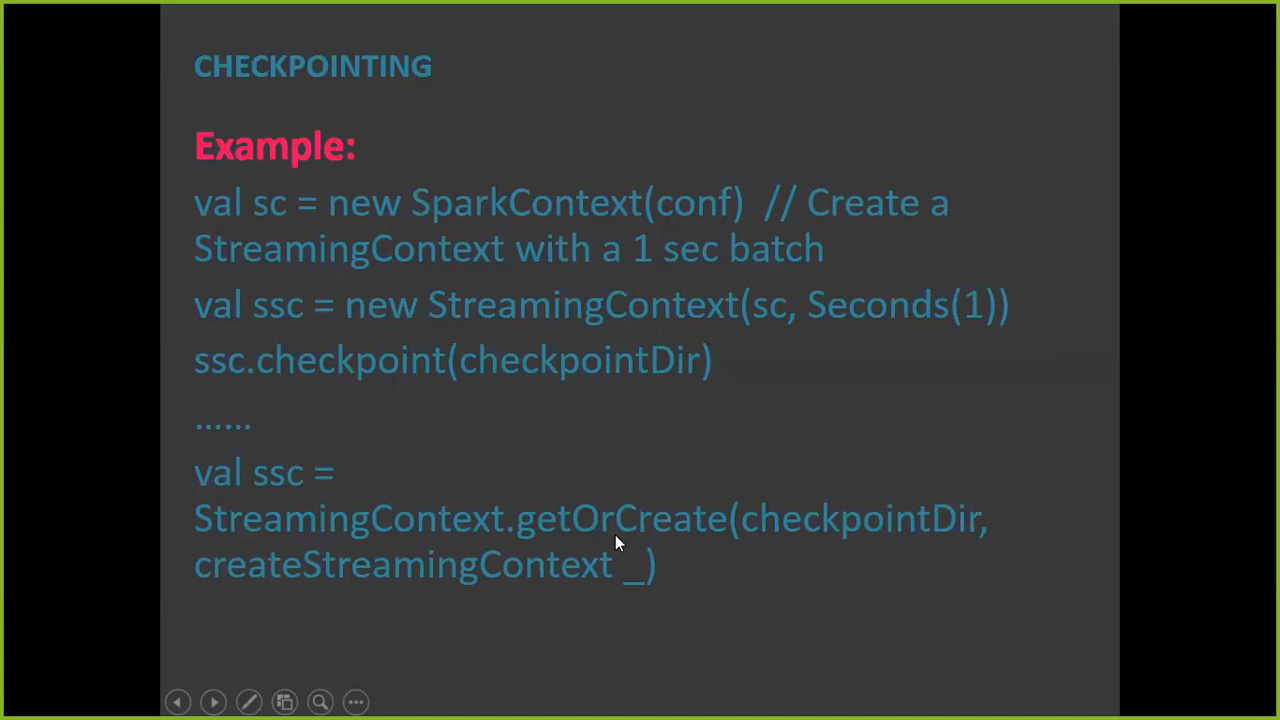 CHECKPOINTING
Example:
val sc = new SparkContext(conf)  // Create a
StreamingContext with a 1 sec batch
val ssc = new StreamingContext(sc, Seconds(1))
ssc.checkpoint(checkpointDir)
……
val ssc =
StreamingContext.getOrCreate(checkpointDir,
createStreamingContext _)